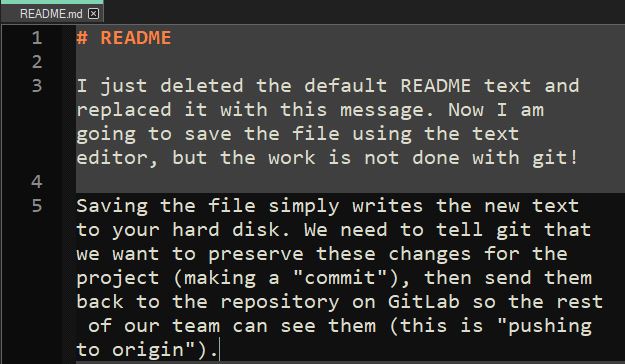 README.md
1 # README
2
3 I just deleted the default README text and
replaced it with this message. Now I am
going to save the file using the text
editor, but the work is not done with git!
4
5 Saving the file simply writes the new text
to your hard disk. We need to tell git that
we want to preserve these changes for the
project (making a "commit"), then send them
back to the repository on GitLab so the rest
of our team can see them (this is "pushing
to origin").